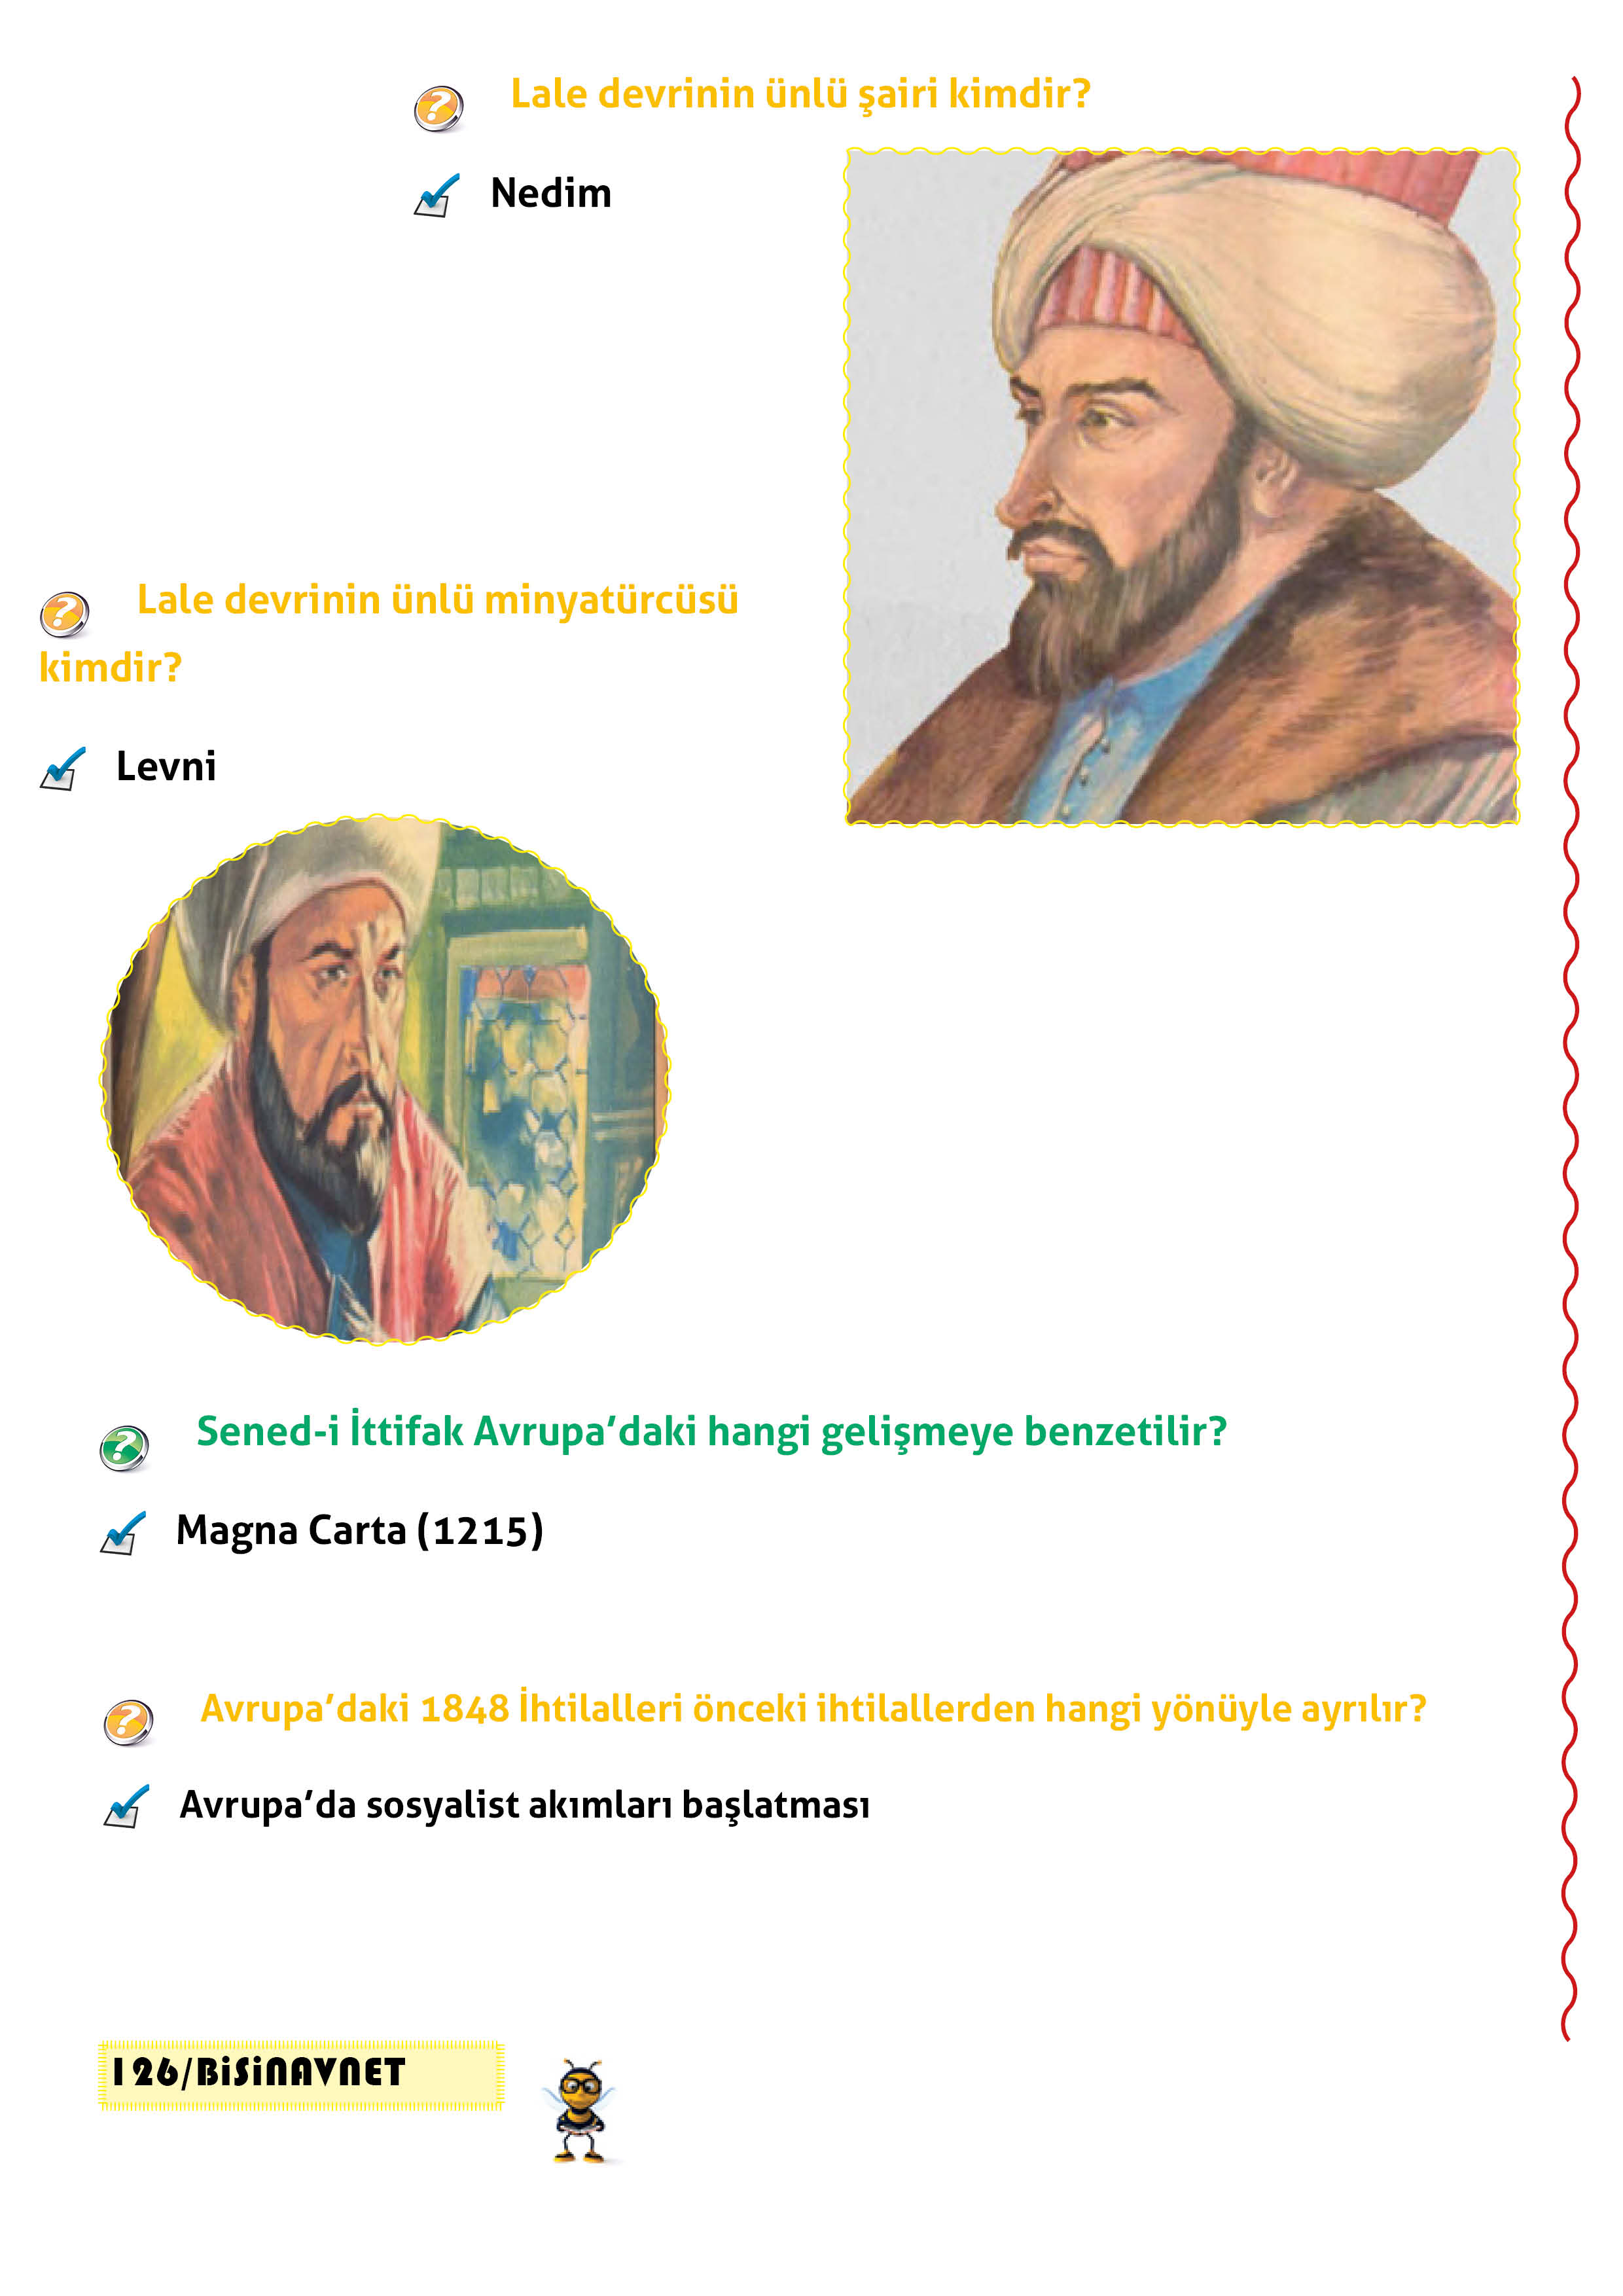 Lale devrinin ünlü şairi kimdir?
Nedim
Lale devrinin ünlü minyatürcüsü
kimdir?
Levni
Sened-i İttifak Avrupa’daki hangi gelişmeye benzetilir?
Magna Carta (1215)
Avrupa’daki 1848 İhtilalleri önceki ihtilallerden hangi yönüyle ayrılır?
Avrupa’da sosyalist akımları başlatması
126/BiSiNAVNET